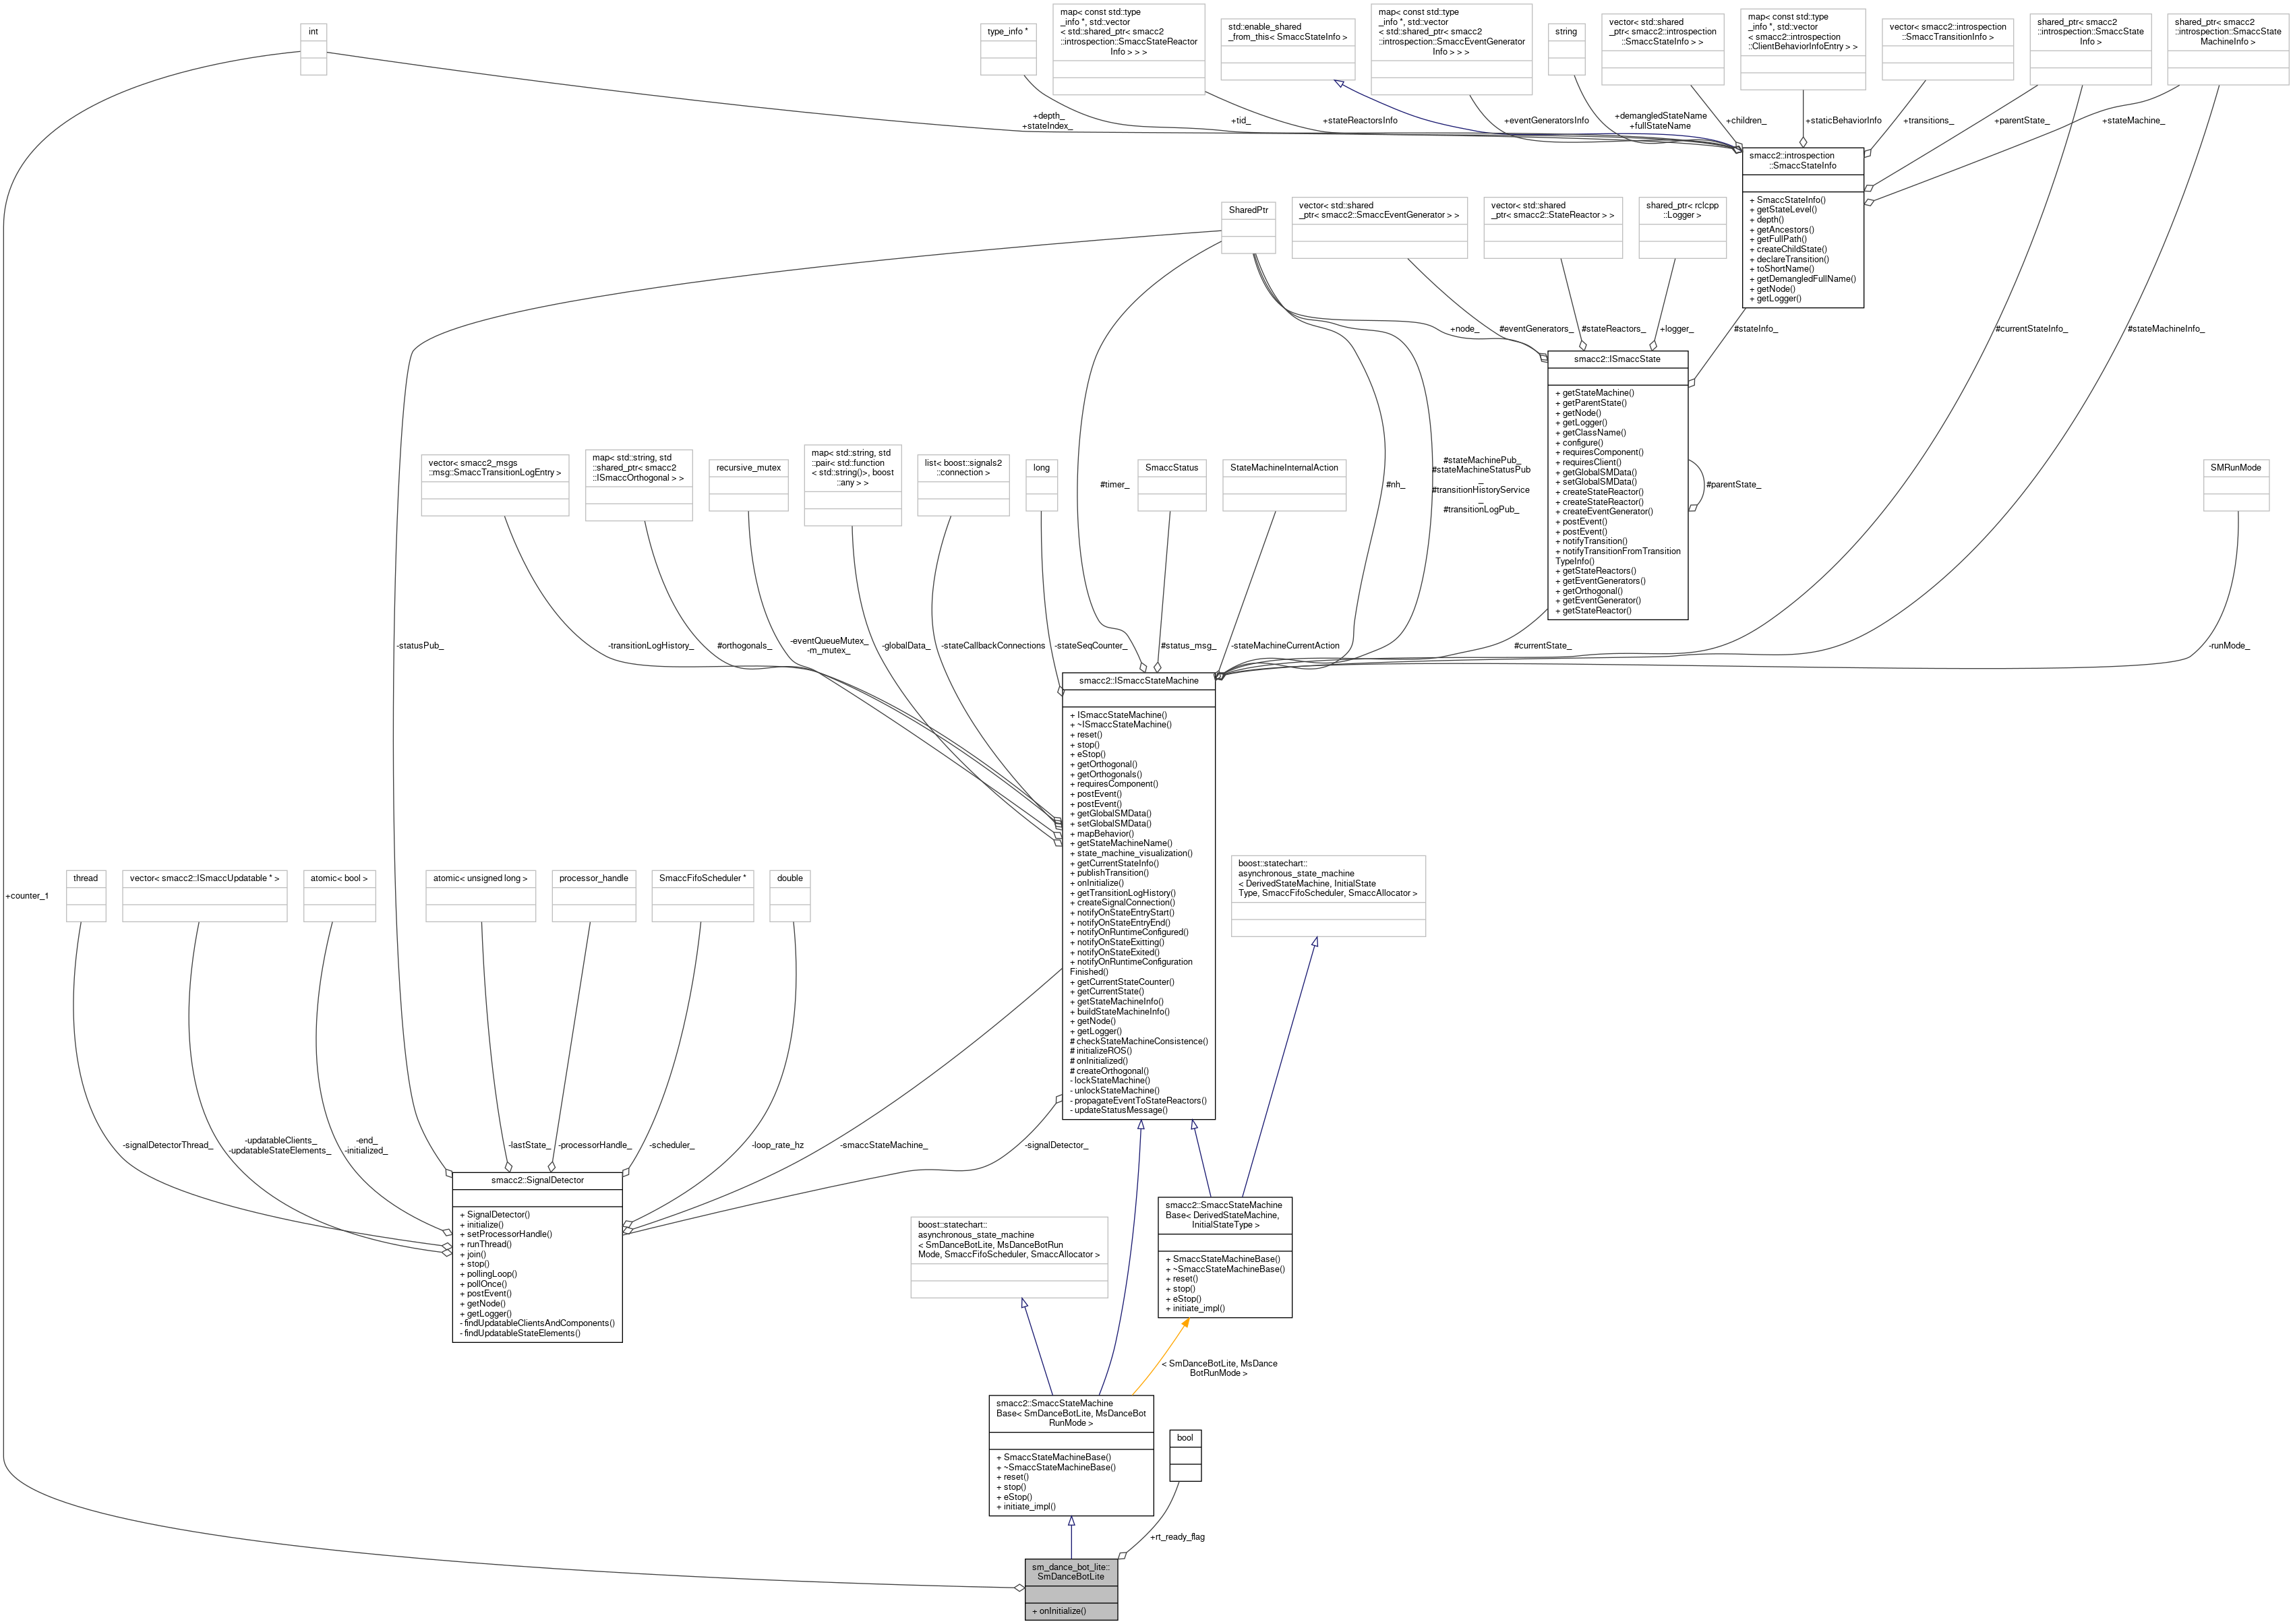 int
type_info *
map< const std::type
_info *, std::vector
< std::shared_ptr< smacc2
::introspection::SmaccStateReactor
Info > > >
std::enable_shared
_from_this< SmaccStateInfo >
map< const std::type
_info *, std::vector
< std::shared_ptr< smacc2
::introspection::SmaccEventGenerator
Info > > >
string
vector< std::shared
_ptr< smacc2::introspection
::SmaccStateInfo > >
map< const std::type
_info *, std::vector
< smacc2::introspection
::ClientBehaviorInfoEntry > >
vector< smacc2::introspection
::SmaccTransitionInfo >
shared_ptr< smacc2
::introspection::SmaccState
Info >
shared_ptr< smacc2
::introspection::SmaccState
MachineInfo >
+depth_
+stateIndex_
+tid_
+stateReactorsInfo
+eventGeneratorsInfo
+demangledStateName
+fullStateName
+children_
+staticBehaviorInfo
+transitions_
+parentState_
+stateMachine_
smacc2::introspection
::SmaccStateInfo
+ SmaccStateInfo()
+ getStateLevel()
+ depth()
+ getAncestors()
+ getFullPath()
+ createChildState()
+ declareTransition()
+ toShortName()
+ getDemangledFullName()
+ getNode()
+ getLogger()
SharedPtr
vector< std::shared
_ptr< smacc2::SmaccEventGenerator > >
vector< std::shared
_ptr< smacc2::StateReactor > >
shared_ptr< rclcpp
::Logger >
+node_
#eventGenerators_
#stateReactors_
+logger_
#stateInfo_
#currentStateInfo_
#stateMachineInfo_
smacc2::ISmaccState
+ getStateMachine()
+ getParentState()
+ getNode()
+ getLogger()
+ getClassName()
+ configure()
+ requiresComponent()
+ requiresClient()
+ getGlobalSMData()
+ setGlobalSMData()
+ createStateReactor()
+ createStateReactor()
+ createEventGenerator()
+ postEvent()
+ postEvent()
+ notifyTransition()
+ notifyTransitionFromTransition
TypeInfo()
+ getStateReactors()
+ getEventGenerators()
+ getOrthogonal()
+ getEventGenerator()
+ getStateReactor()
#parentState_
vector< smacc2_msgs
::msg::SmaccTransitionLogEntry >
map< std::string, std
::shared_ptr< smacc2
::ISmaccOrthogonal > >
recursive_mutex
map< std::string, std
::pair< std::function
< std::string()>, boost
::any > >
list< boost::signals2
::connection >
long
#timer_
SmaccStatus
StateMachineInternalAction
#nh_
#stateMachinePub_
#stateMachineStatusPub
_
#transitionHistoryService
_
#transitionLogPub_
SMRunMode
-statusPub_
-transitionLogHistory_
#orthogonals_
-eventQueueMutex_
-m_mutex_
-globalData_
-stateCallbackConnections
-stateSeqCounter_
#status_msg_
-stateMachineCurrentAction
#currentState_
-runMode_
smacc2::ISmaccStateMachine
+ ISmaccStateMachine()
+ ~ISmaccStateMachine()
+ reset()
+ stop()
+ eStop()
+ getOrthogonal()
+ getOrthogonals()
+ requiresComponent()
+ postEvent()
+ postEvent()
+ getGlobalSMData()
+ setGlobalSMData()
+ mapBehavior()
+ getStateMachineName()
+ state_machine_visualization()
+ getCurrentStateInfo()
+ publishTransition()
+ onInitialize()
+ getTransitionLogHistory()
+ createSignalConnection()
+ notifyOnStateEntryStart()
+ notifyOnStateEntryEnd()
+ notifyOnRuntimeConfigured()
+ notifyOnStateExitting()
+ notifyOnStateExited()
+ notifyOnRuntimeConfiguration
Finished()
+ getCurrentStateCounter()
+ getCurrentState()
+ getStateMachineInfo()
+ buildStateMachineInfo()
+ getNode()
+ getLogger()
# checkStateMachineConsistence()
# initializeROS()
# onInitialized()
# createOrthogonal()
- lockStateMachine()
- unlockStateMachine()
- propagateEventToStateReactors()
- updateStatusMessage()
+counter_1
thread
vector< smacc2::ISmaccUpdatable * >
atomic< bool >
atomic< unsigned long >
processor_handle
SmaccFifoScheduler *
double
boost::statechart::
asynchronous_state_machine
< DerivedStateMachine, InitialState
Type, SmaccFifoScheduler, SmaccAllocator >
-signalDetectorThread_
-updatableClients_
-updatableStateElements_
-end_
-initialized_
-lastState_
-processorHandle_
-scheduler_
-loop_rate_hz
-smaccStateMachine_
-signalDetector_
smacc2::SignalDetector
+ SignalDetector()
+ initialize()
+ setProcessorHandle()
+ runThread()
+ join()
+ stop()
+ pollingLoop()
+ pollOnce()
+ postEvent()
+ getNode()
+ getLogger()
- findUpdatableClientsAndComponents()
- findUpdatableStateElements()
boost::statechart::
asynchronous_state_machine
< SmDanceBotLite, MsDanceBotRun
Mode, SmaccFifoScheduler, SmaccAllocator >
smacc2::SmaccStateMachine
Base< DerivedStateMachine,
InitialStateType >
+ SmaccStateMachineBase()
+ ~SmaccStateMachineBase()
+ reset()
+ stop()
+ eStop()
+ initiate_impl()
< SmDanceBotLite, MsDance
BotRunMode >
smacc2::SmaccStateMachine
Base< SmDanceBotLite, MsDanceBot
RunMode >
+ SmaccStateMachineBase()
+ ~SmaccStateMachineBase()
+ reset()
+ stop()
+ eStop()
+ initiate_impl()
bool
+rt_ready_flag
sm_dance_bot_lite::
SmDanceBotLite
+ onInitialize()